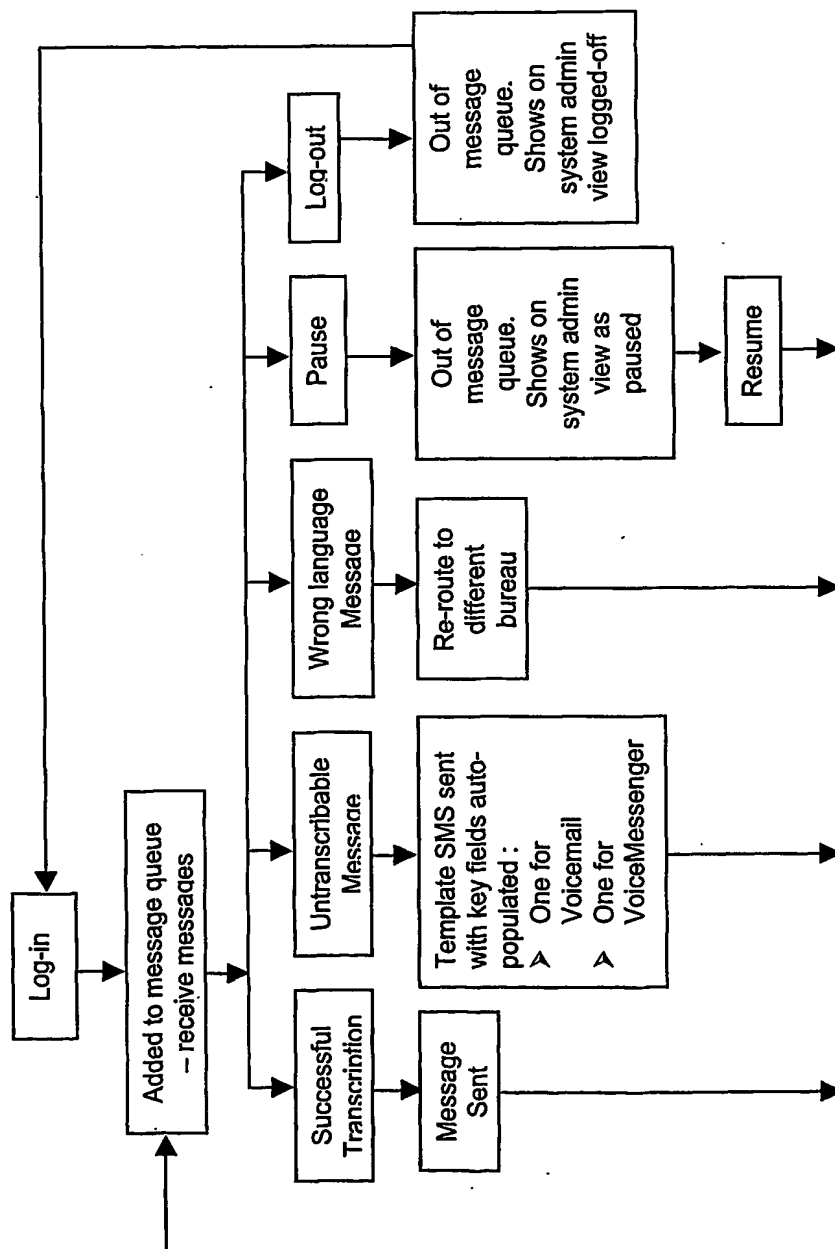 Log-in
Added to message queue
– receive messages
Successful
Transcription
Message
Sent
Untranscribable
Message
Template SMS sent
with key fields auto-
populated :
➢ One for
Voicemail
➢ One for
VoiceMessenger
Wrong language
Message
Re-route to
different
bureau
Pause
Out of
message
queue.
Shows on
system admin
view as
paused
Resume
Log-out
Out of
message
queue.
Shows on
system admin
view logged-off